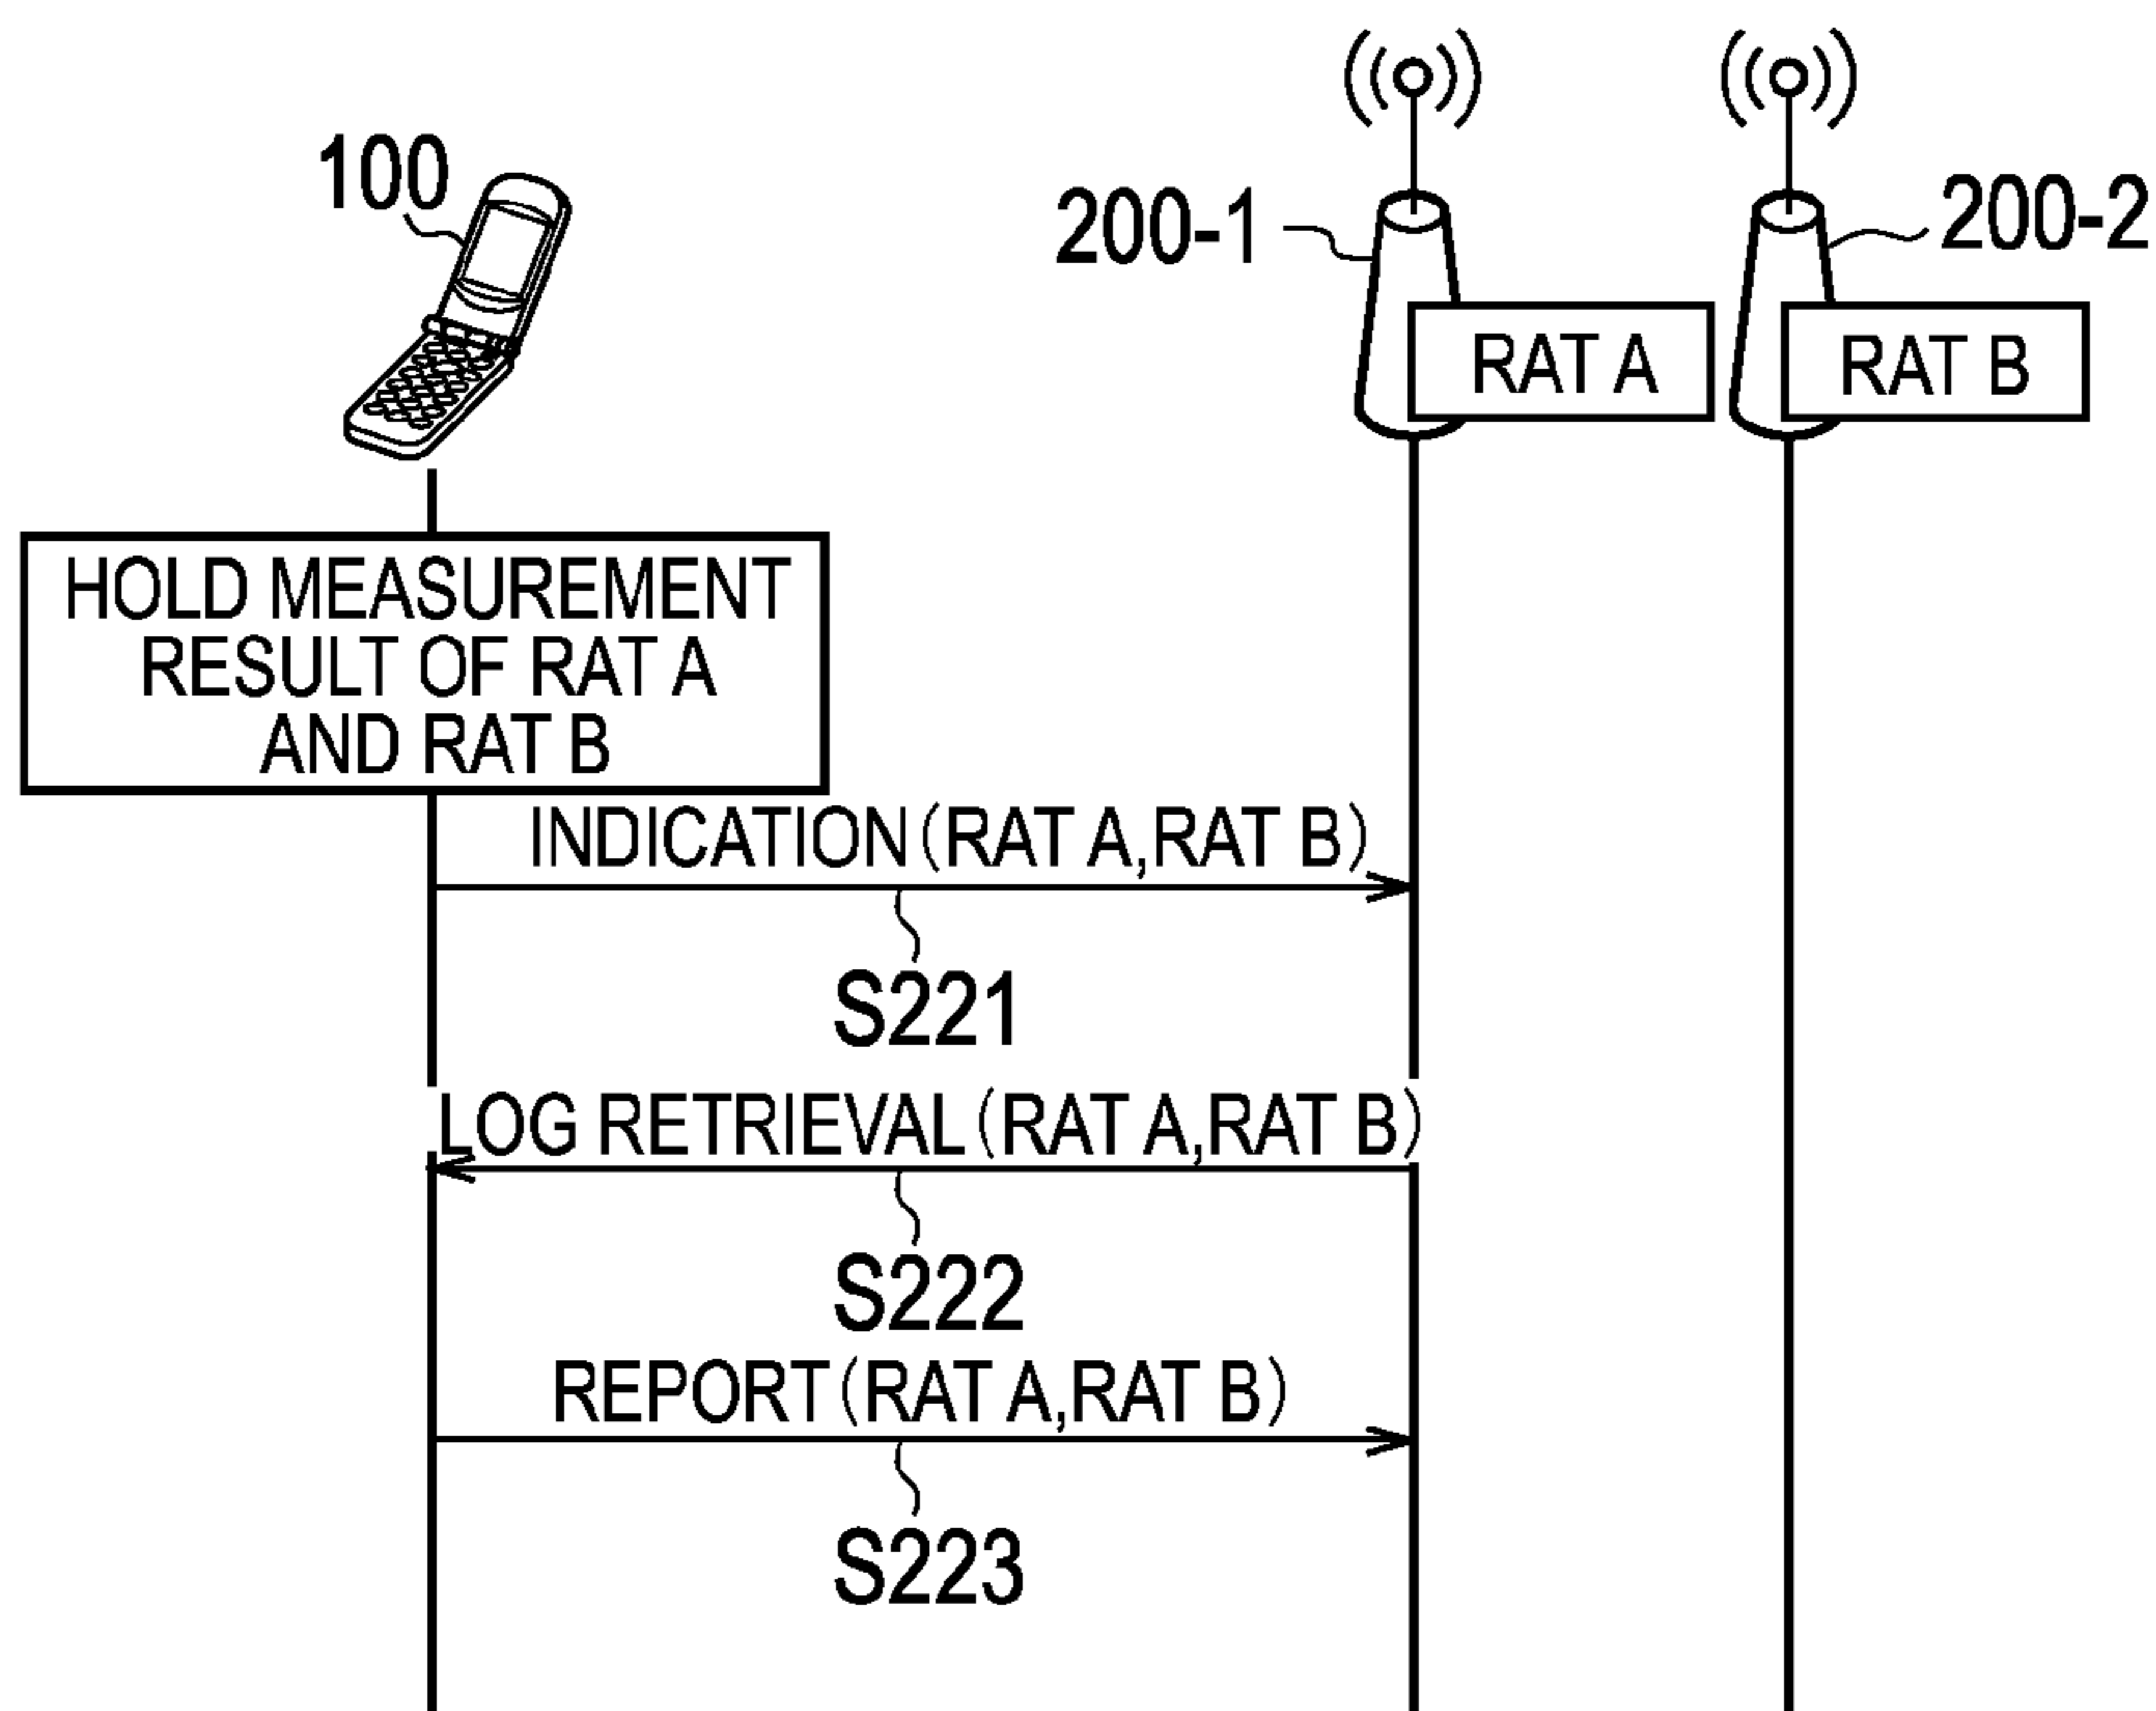 100
200-1
200-2
RAT A
RAT B
HOLD MEASUREMENT
RESULT OF RAT A
AND RAT B
INDICATION(RAT A,RAT B)
S221
LOG RETRIEVAL(RAT A,RAT B)
S222
REPORT(RAT A,RAT B)
S223